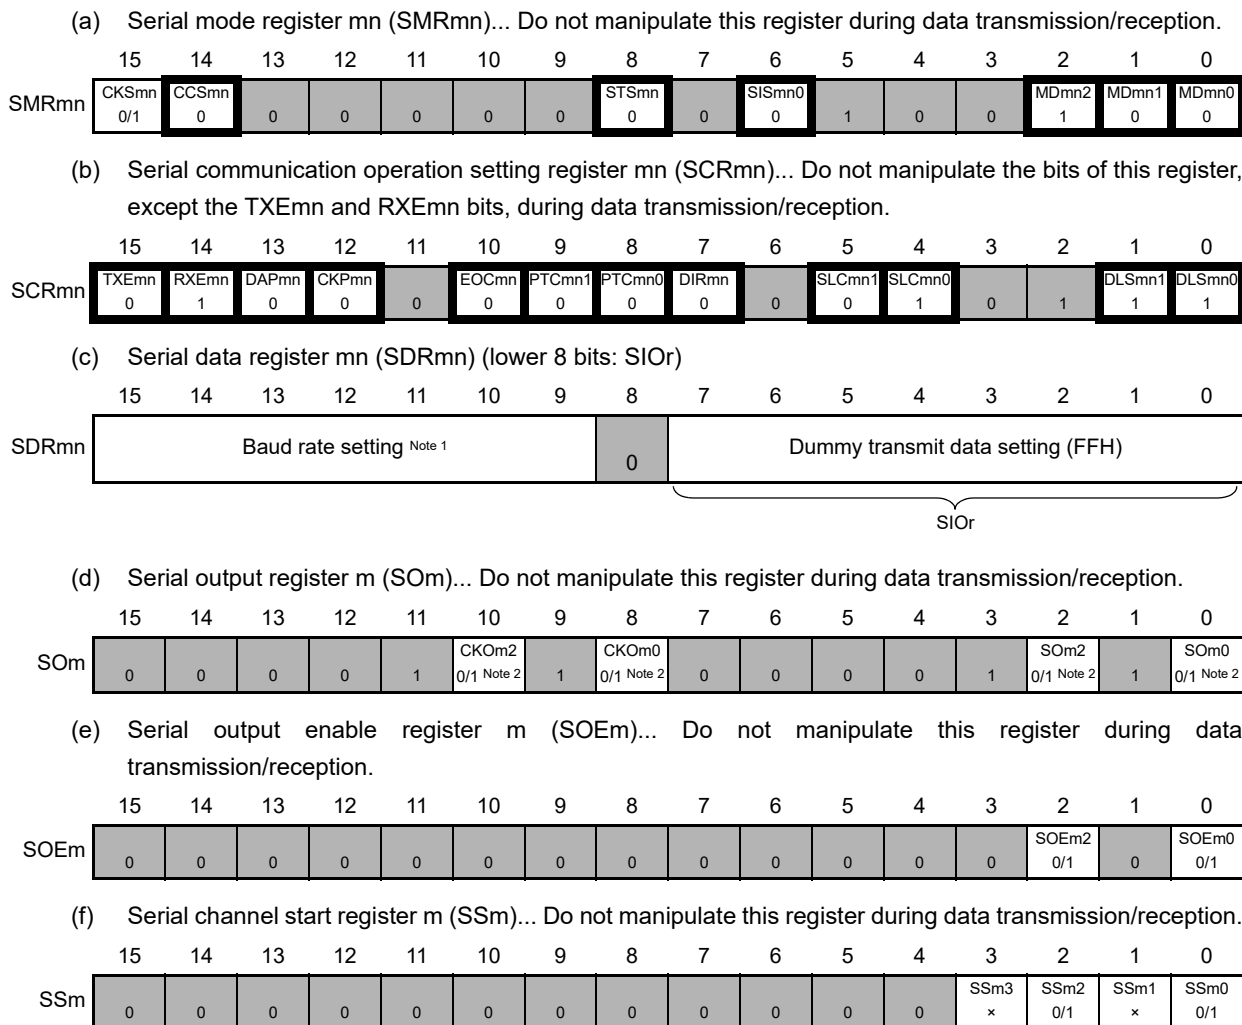 (a) Serial mode register mn (SMRmn)... Do not manipulate this register during data transmission/reception.
15 14 13 12 11 10 9 8 7 6 5 4 3 2 1 0
SMRmn CKSmn CCSmn STSmn SISmn0 MDmn2 MDmn1 MDmn0
0/1 0 0 0 0 0 0 0 0 0 1 0 0 1 0 0
(b) Serial communication operation setting register mn (SCRmn)... Do not manipulate the bits of this register,
except the TXEmn and RXEmn bits, during data transmission/reception.
15 14 13 12 11 10 9 8 7 6 5 4 3 2 1 0
SCRmn TXEmn RXEmn DAPmn CKPmn EOCmn PTCmn1 PTCmn0 DIRmn SLCmn1 SLCmn0 DLSmn1 DLSmn0
0 1 0 0 0 0 0 0 0 0 0 1 0 1 1 1
(c) Serial data register mn (SDRmn) (lower 8 bits: SIOr)
15 14 13 12 11 10 9 8 7 6 5 4 3 2 1 0
SDRmn Baud rate setting Note 1 0 Dummy transmit data setting (FFH)
SIOr
(d) Serial output register m (SOm)... Do not manipulate this register during data transmission/reception.
15 14 13 12 11 10 9 8 7 6 5 4 3 2 1 0
SOm CKOm2 CKOm0 SOm2 SOm0
0 0 0 0 1 0/1 Note 2 1 0/1 Note 2 0 0 0 0 1 0/1 Note 2 1 0/1 Note 2
(e) Serial output enable register m (SOEm)... Do not manipulate this register during data
transmission/reception.
15 14 13 12 11 10 9 8 7 6 5 4 3 2 1 0
SOEm SOEm2 SOEm0
0 0 0 0 0 0 0 0 0 0 0 0 0 0/1 0 0/1
(f) Serial channel start register m (SSm)... Do not manipulate this register during data transmission/reception.
15 14 13 12 11 10 9 8 7 6 5 4 3 2 1 0
SSm SSm3 SSm2 SSm1 SSm0
0 0 0 0 0 0 0 0 0 0 0 0 × 0/1 × 0/1